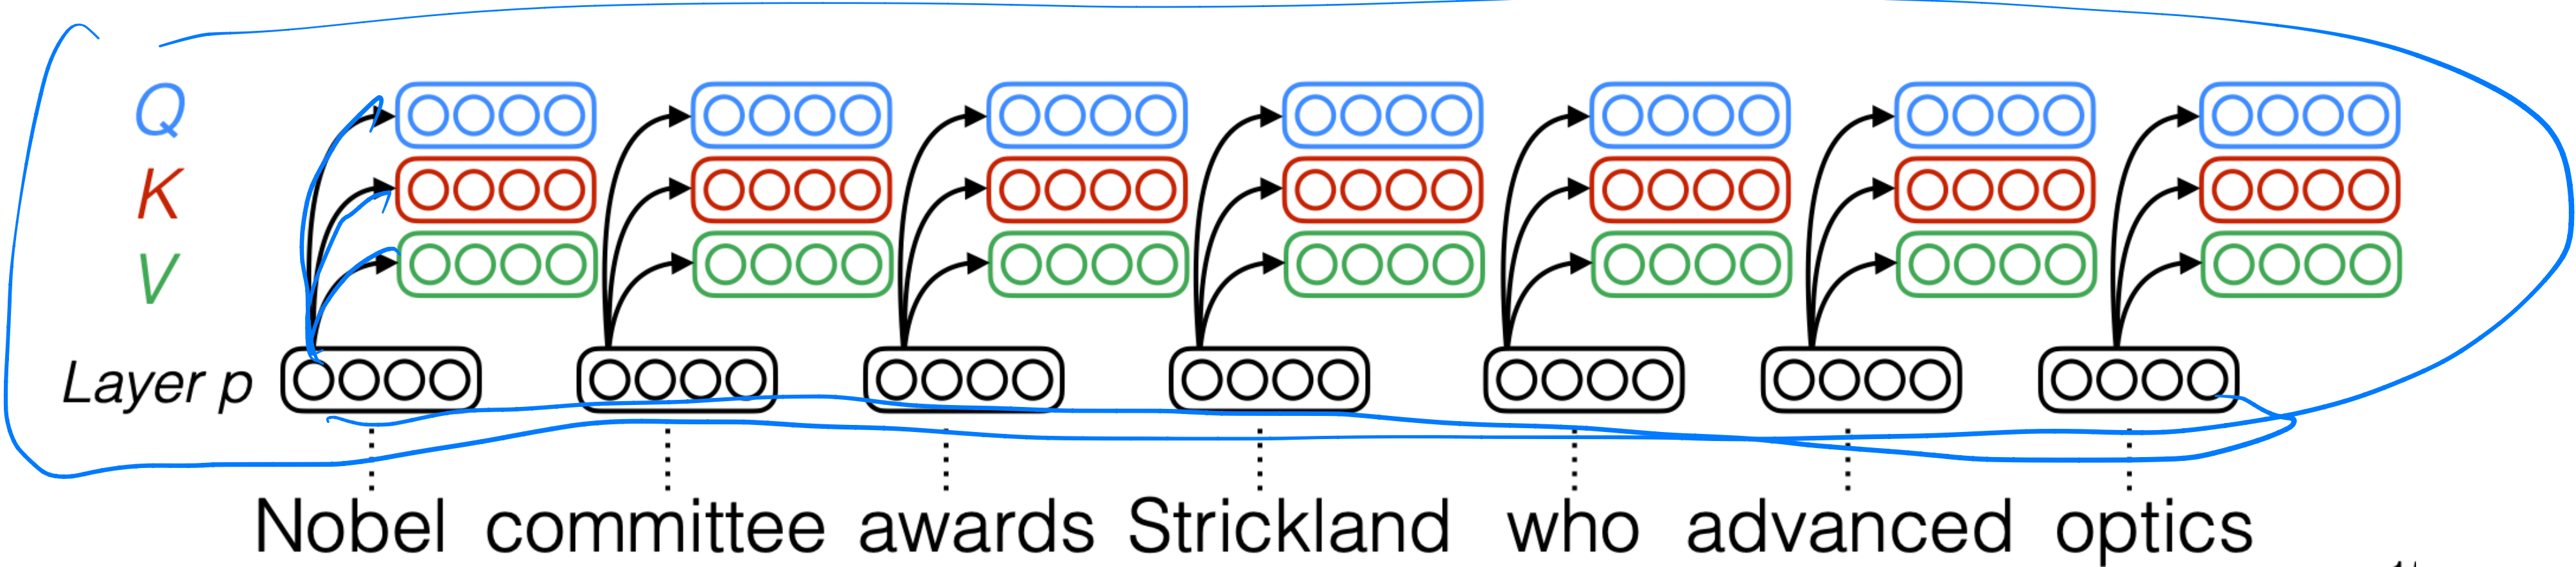 Q
K
V
Layer p
Nobel committee awards Strickland who advanced optics